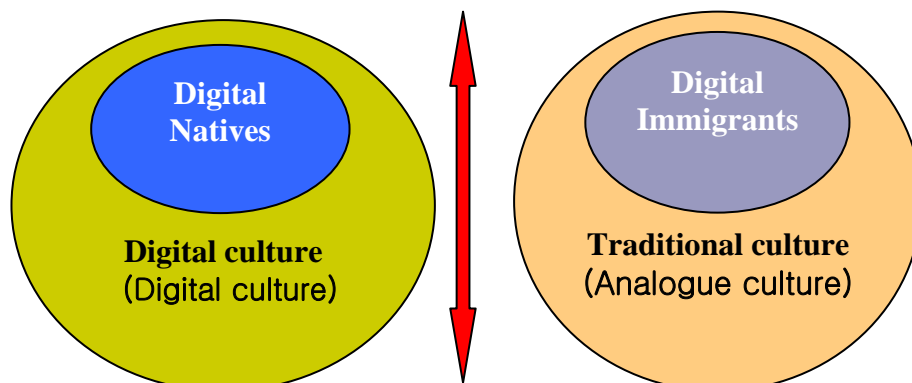 Digital
Natives
Digital culture
(Digital culture)
Digital
Immigrants
Traditional culture
(Analogue culture)